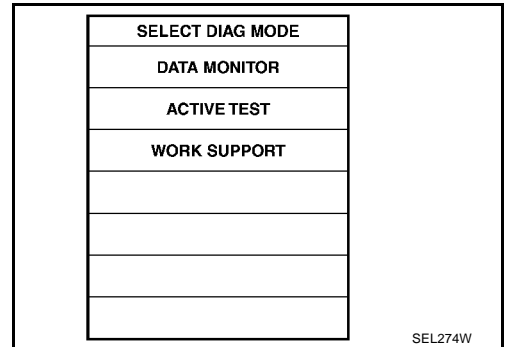 SELECT DIAG MODE
DATA MONITOR
ACTIVE TEST
WORK SUPPORT
SEL274W